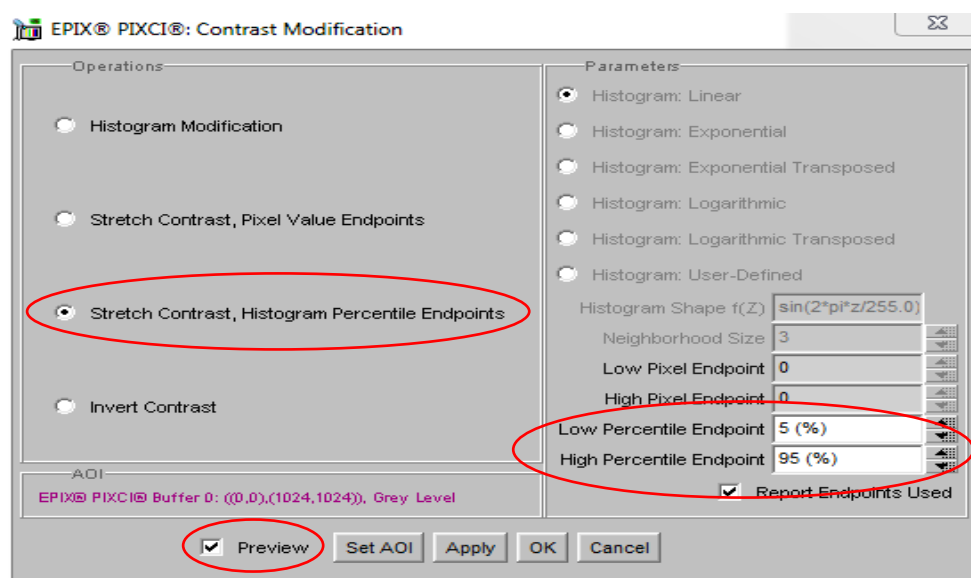 EPIX® PIXCI®: Contrast Modification
Operations
Histogram Modification
Stretch Contrast, Pixel Value Endpoints
Stretch Contrast, Histogram Percentile Endpoints
Invert Contrast
AOI
EPIX® PIXCI® Buffer 0: ((0,0),(1024,1024)), Grey Level
Parameters
Histogram: Linear
Histogram: Exponential
Histogram: Exponential Transposed
Histogram: Logarithmic
Histogram: Logarithmic Transposed
Histogram: User-Defined
Histogram Shape f(Z) sin(2*pi*z/255.0)
Neighborhood Size 3
Low Pixel Endpoint 0
High Pixel Endpoint 0
Low Percentile Endpoint 5 (%)
High Percentile Endpoint 95 (%)
Report Endpoints Used
Preview Set AOI Apply OK Cancel